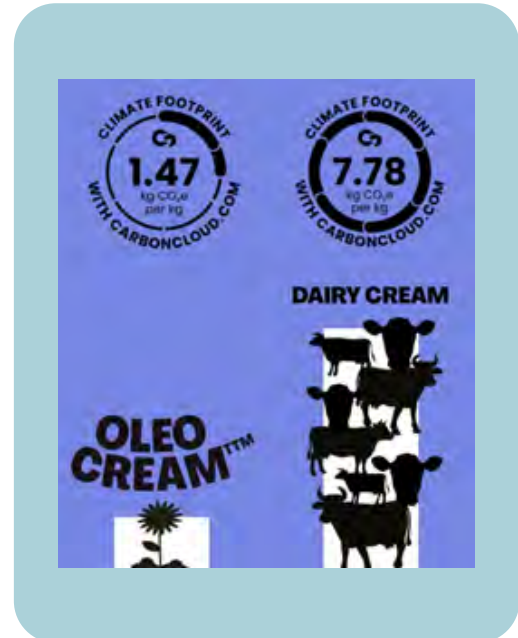 CLIMATE FOOTPRINT
1.47
kg CO₂e
per kg
WITH CARBONCLOUD.COM
CLIMATE FOOTPRINT
7.78
kg CO₂e
per kg
WITH CARBONCLOUD.COM
DAIRY CREAM
OLEO
CREAM™™